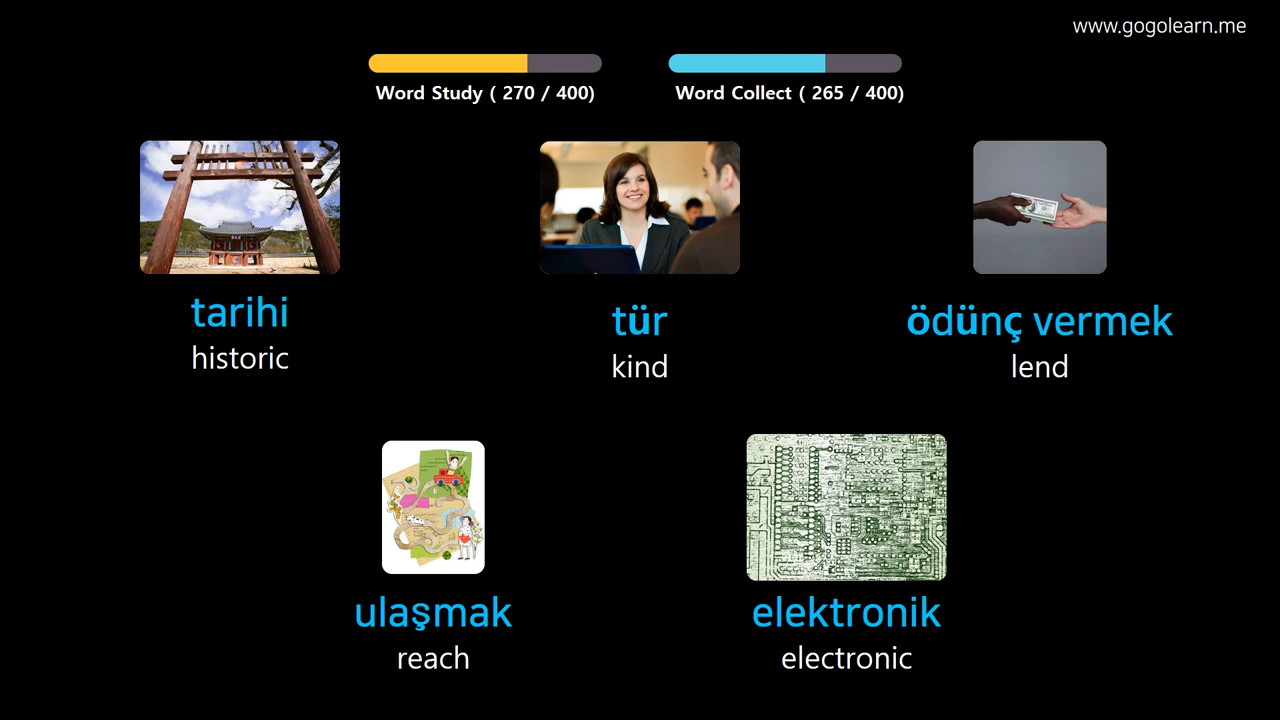 www.gogolearn.me
Word Study ( 270 / 400)
Word Collect ( 265 / 400)
tarihi
historic
tür
kind
ödünç vermek
lend
ulaşmak
reach
elektronik
electronic